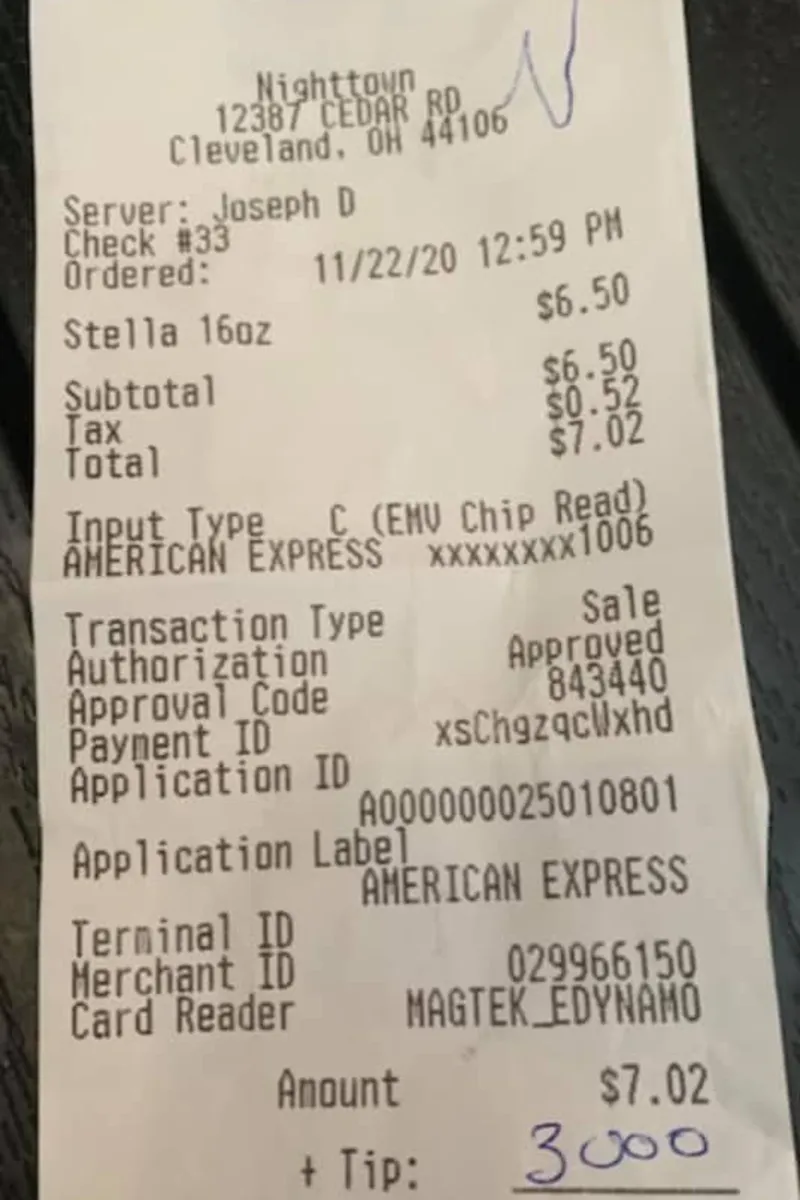 Nighttown
12387 CEDAR RD
Cleveland, OH 44106
Server: Joseph D
Check #33
Ordered: 11/22/20 12:59 PM
Stella 16oz $6.50
Subtotal $6.50
Tax $0.52
Total $7.02
Input Type C (EMV Chip Read)
AMERICAN EXPRESS xxxxxxxx1006
Transaction Type Sale
Authorization Approved
Approval Code 843440
Payment ID xsChgzqcWxhd
Application ID
A000000025010801
Application Label
AMERICAN EXPRESS
Terminal ID
Merchant ID 029966150
Card Reader MAGTEK_EDYNAMO
Amount $7.02
+ Tip: 3000